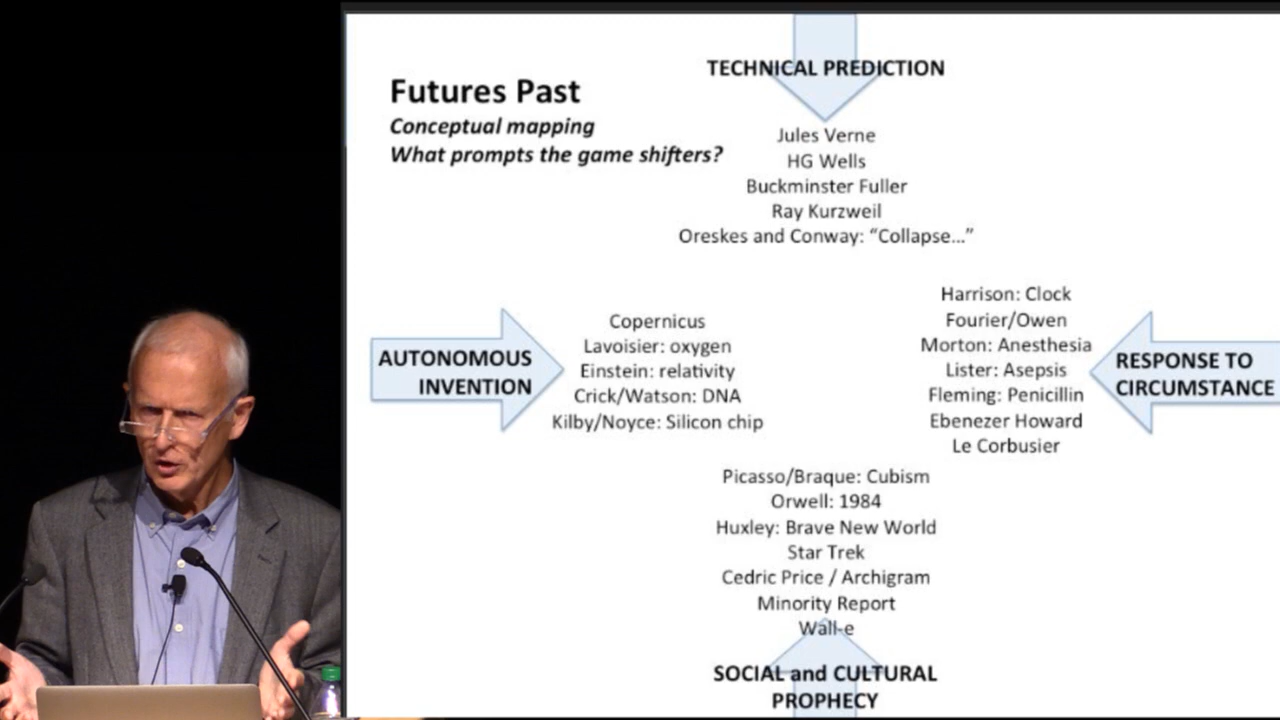 TECHNICAL PREDICTION
Futures Past
Conceptual mapping
What prompts the game shifters?
Jules Verne
HG Wells
Buckminster Fuller
Ray Kurzweil
Oreskes and Conway: “Collapse...”
AUTONOMOUS
INVENTION
Copernicus
Lavoisier: oxygen
Einstein: relativity
Crick/Watson: DNA
Kilby/Noyce: Silicon chip
Harrison: Clock
Fourier/Owen
Morton: Anesthesia
Lister: Asepsis
Fleming: Penicillin
Ebenezer Howard
Le Corbusier
RESPONSE TO
CIRCUMSTANCE
Picasso/Braque: Cubism
Orwell: 1984
Huxley: Brave New World
Star Trek
Cedric Price / Archigram
Minority Report
Wall-e
SOCIAL and CULTURAL
PROPHECY